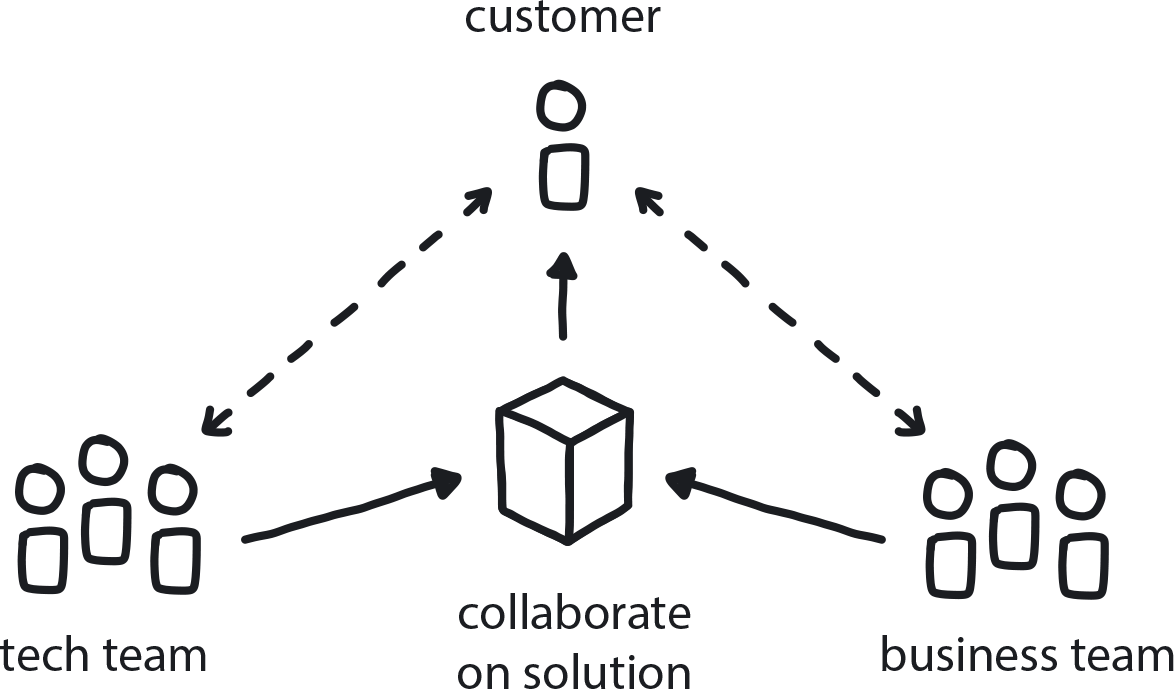 customer
collaborate
on solution
tech team
business team